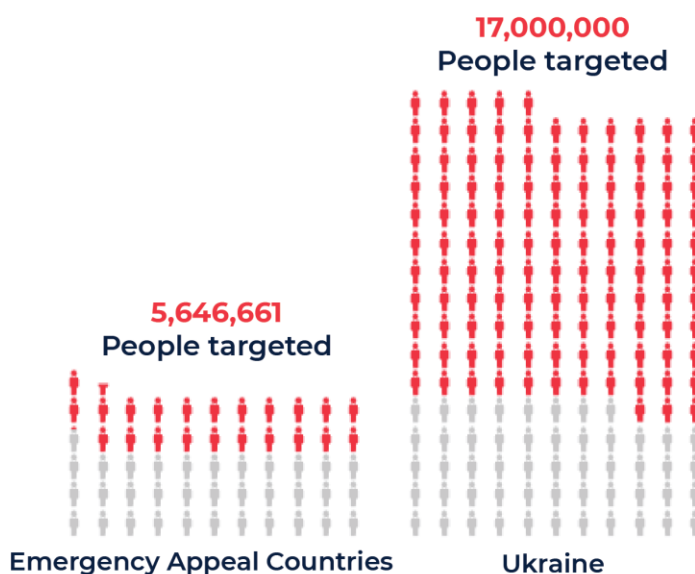 17,000,000
People targeted
5,646,661
People targeted
Emergency Appeal Countries
Ukraine